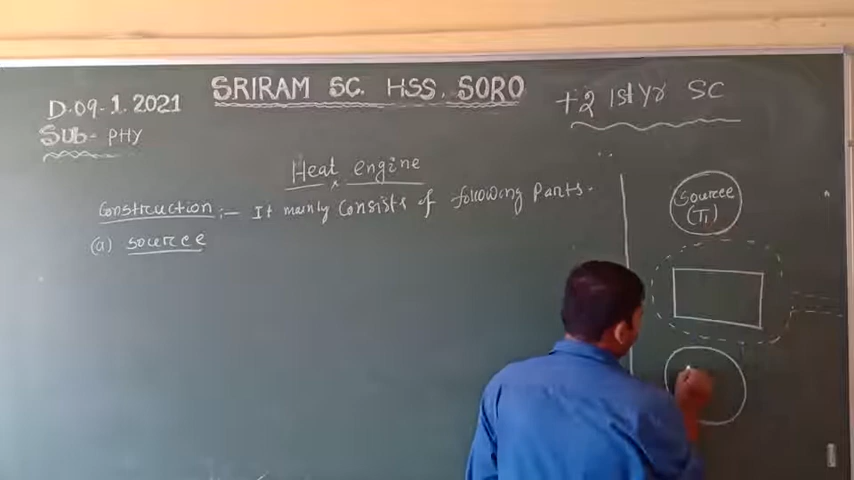 SRIRAM SC. HSS. SORO
D.09.1.2021
Sub- PHY
+2 1st Yr SC
Heat engine
Construction :- It mainly Consists of following Parts.
(a) source
Source
(T1)